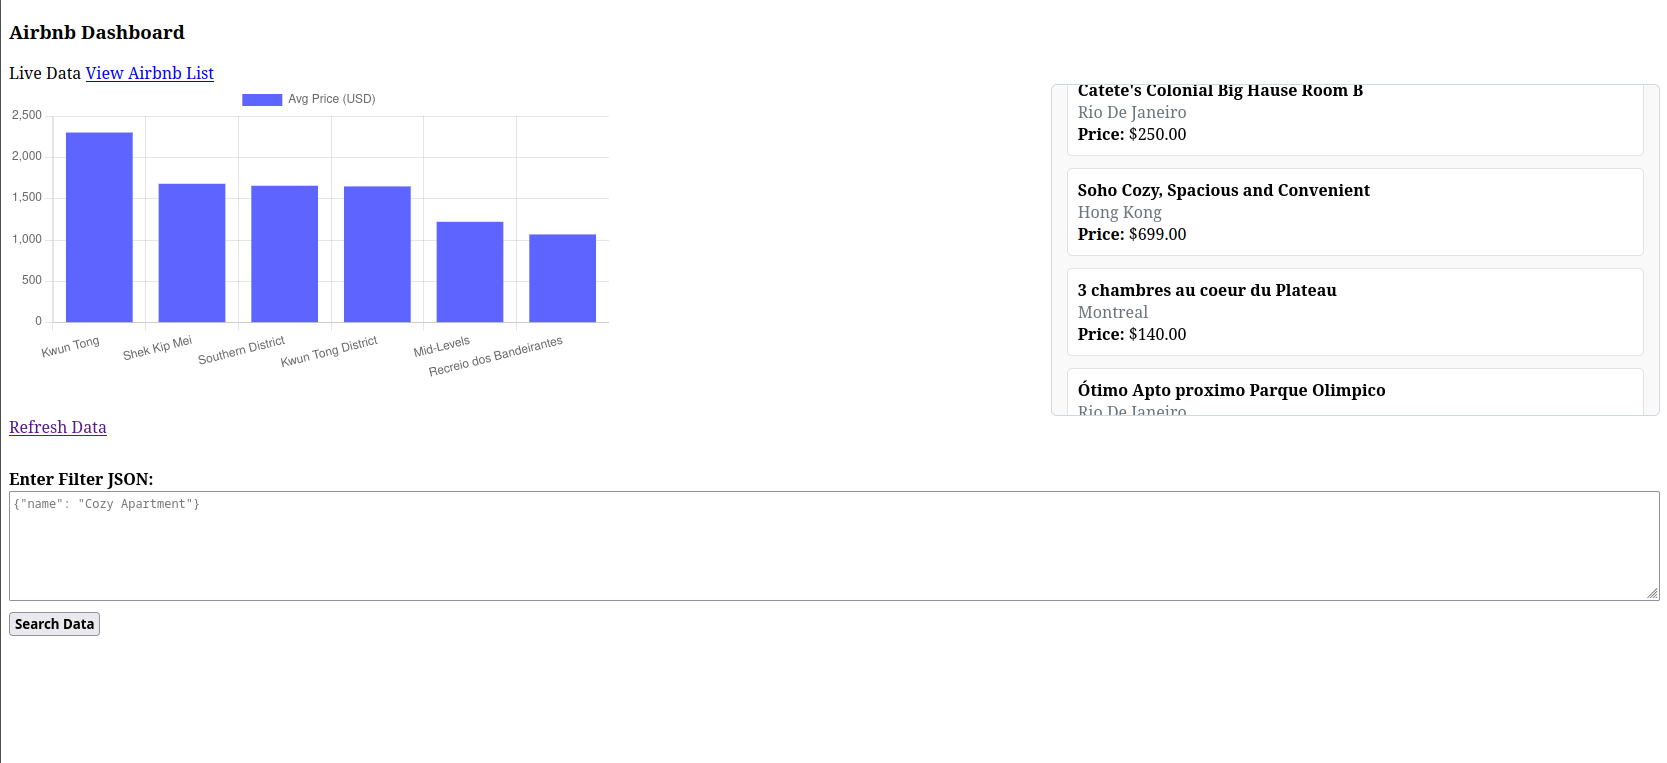 Airbnb Dashboard
Live Data View Airbnb List
Avg Price (USD)
2,500
2,000
1,500
1,000
500
0
Kwun Tong
Shek Kip Mei
Southern District
Kwun Tong District
Mid-Levels
Recreio dos Bandeirantes
Catete's Colonial Big Hause Room B
Rio De Janeiro
Price: $250.00
Soho Cozy, Spacious and Convenient
Hong Kong
Price: $699.00
3 chambres au coeur du Plateau
Montreal
Price: $140.00
Ótimo Apto proximo Parque Olimpico
Rio De Janeiro
Refresh Data
Enter Filter JSON:
{"name": "Cozy Apartment"}
Search Data